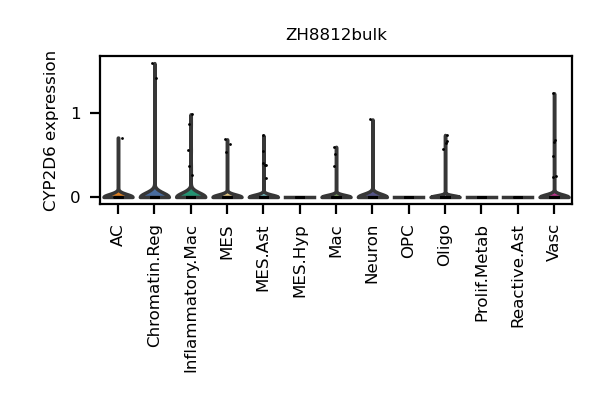 ZH8812bulk
CYP2D6 expression
1
0
AC
Chromatin.Reg
Inflammatory.Mac
MES
MES.Ast
MES.Hyp
Mac
Neuron
OPC
Oligo
Prolif.Metab
Reactive.Ast
Vasc